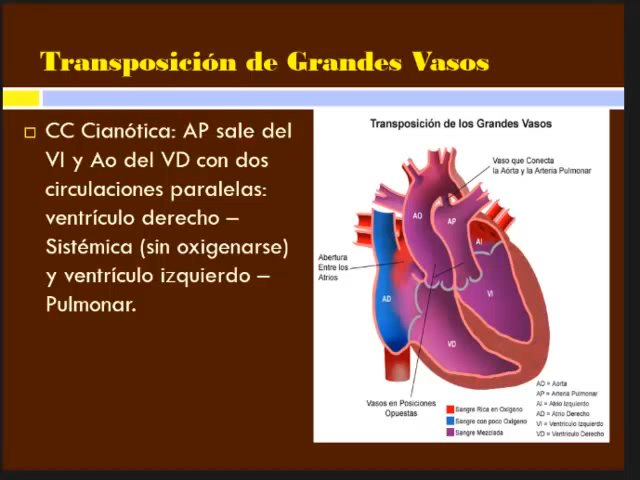 Transposición de Grandes Vasos
CC Cianótica: AP sale del
VI y Ao del VD con dos
circulaciones paralelas:
ventrículo derecho –
Sistémica (sin oxigenarse)
y ventrículo izquierdo –
Pulmonar.
Transposición de los Grandes Vasos
Vaso que Conecta
la Aórta y la Arteria Pulmonar
AO
AP
AI
Abertura
Entre los
Atrios
AD
VI
VD
Vasos en Posiciones
Opuestas
Sangre Rica en Oxígeno
Sangre con poco Oxígeno
Sangre Mezclada
AO = Aorta
AP = Arteria Pulmonar
AI = Atrio Izquierdo
AD = Atrio Derecho
VI = Ventrículo Izquierdo
VD = Ventrículo Derecho